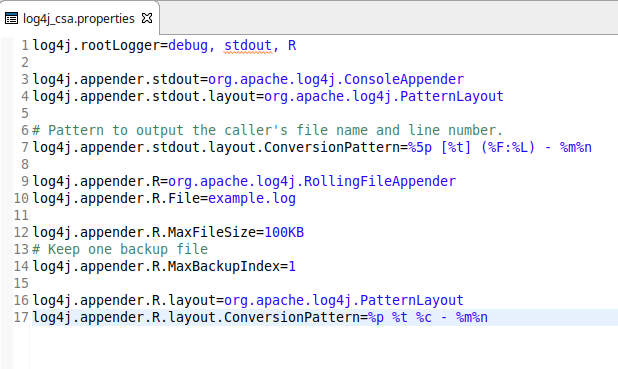 log4j_csa.properties
1 log4j.rootLogger=debug, stdout, R
2
3 log4j.appender.stdout=org.apache.log4j.ConsoleAppender
4 log4j.appender.stdout.layout=org.apache.log4j.PatternLayout
5
6 # Pattern to output the caller's file name and line number.
7 log4j.appender.stdout.layout.ConversionPattern=%5p [%t] (%F:%L) - %m%n
8
9 log4j.appender.R=org.apache.log4j.RollingFileAppender
10 log4j.appender.R.File=example.log
11
12 log4j.appender.R.MaxFileSize=100KB
13 # Keep one backup file
14 log4j.appender.R.MaxBackupIndex=1
15
16 log4j.appender.R.layout=org.apache.log4j.PatternLayout
17 log4j.appender.R.layout.ConversionPattern=%p %t %c - %m%n